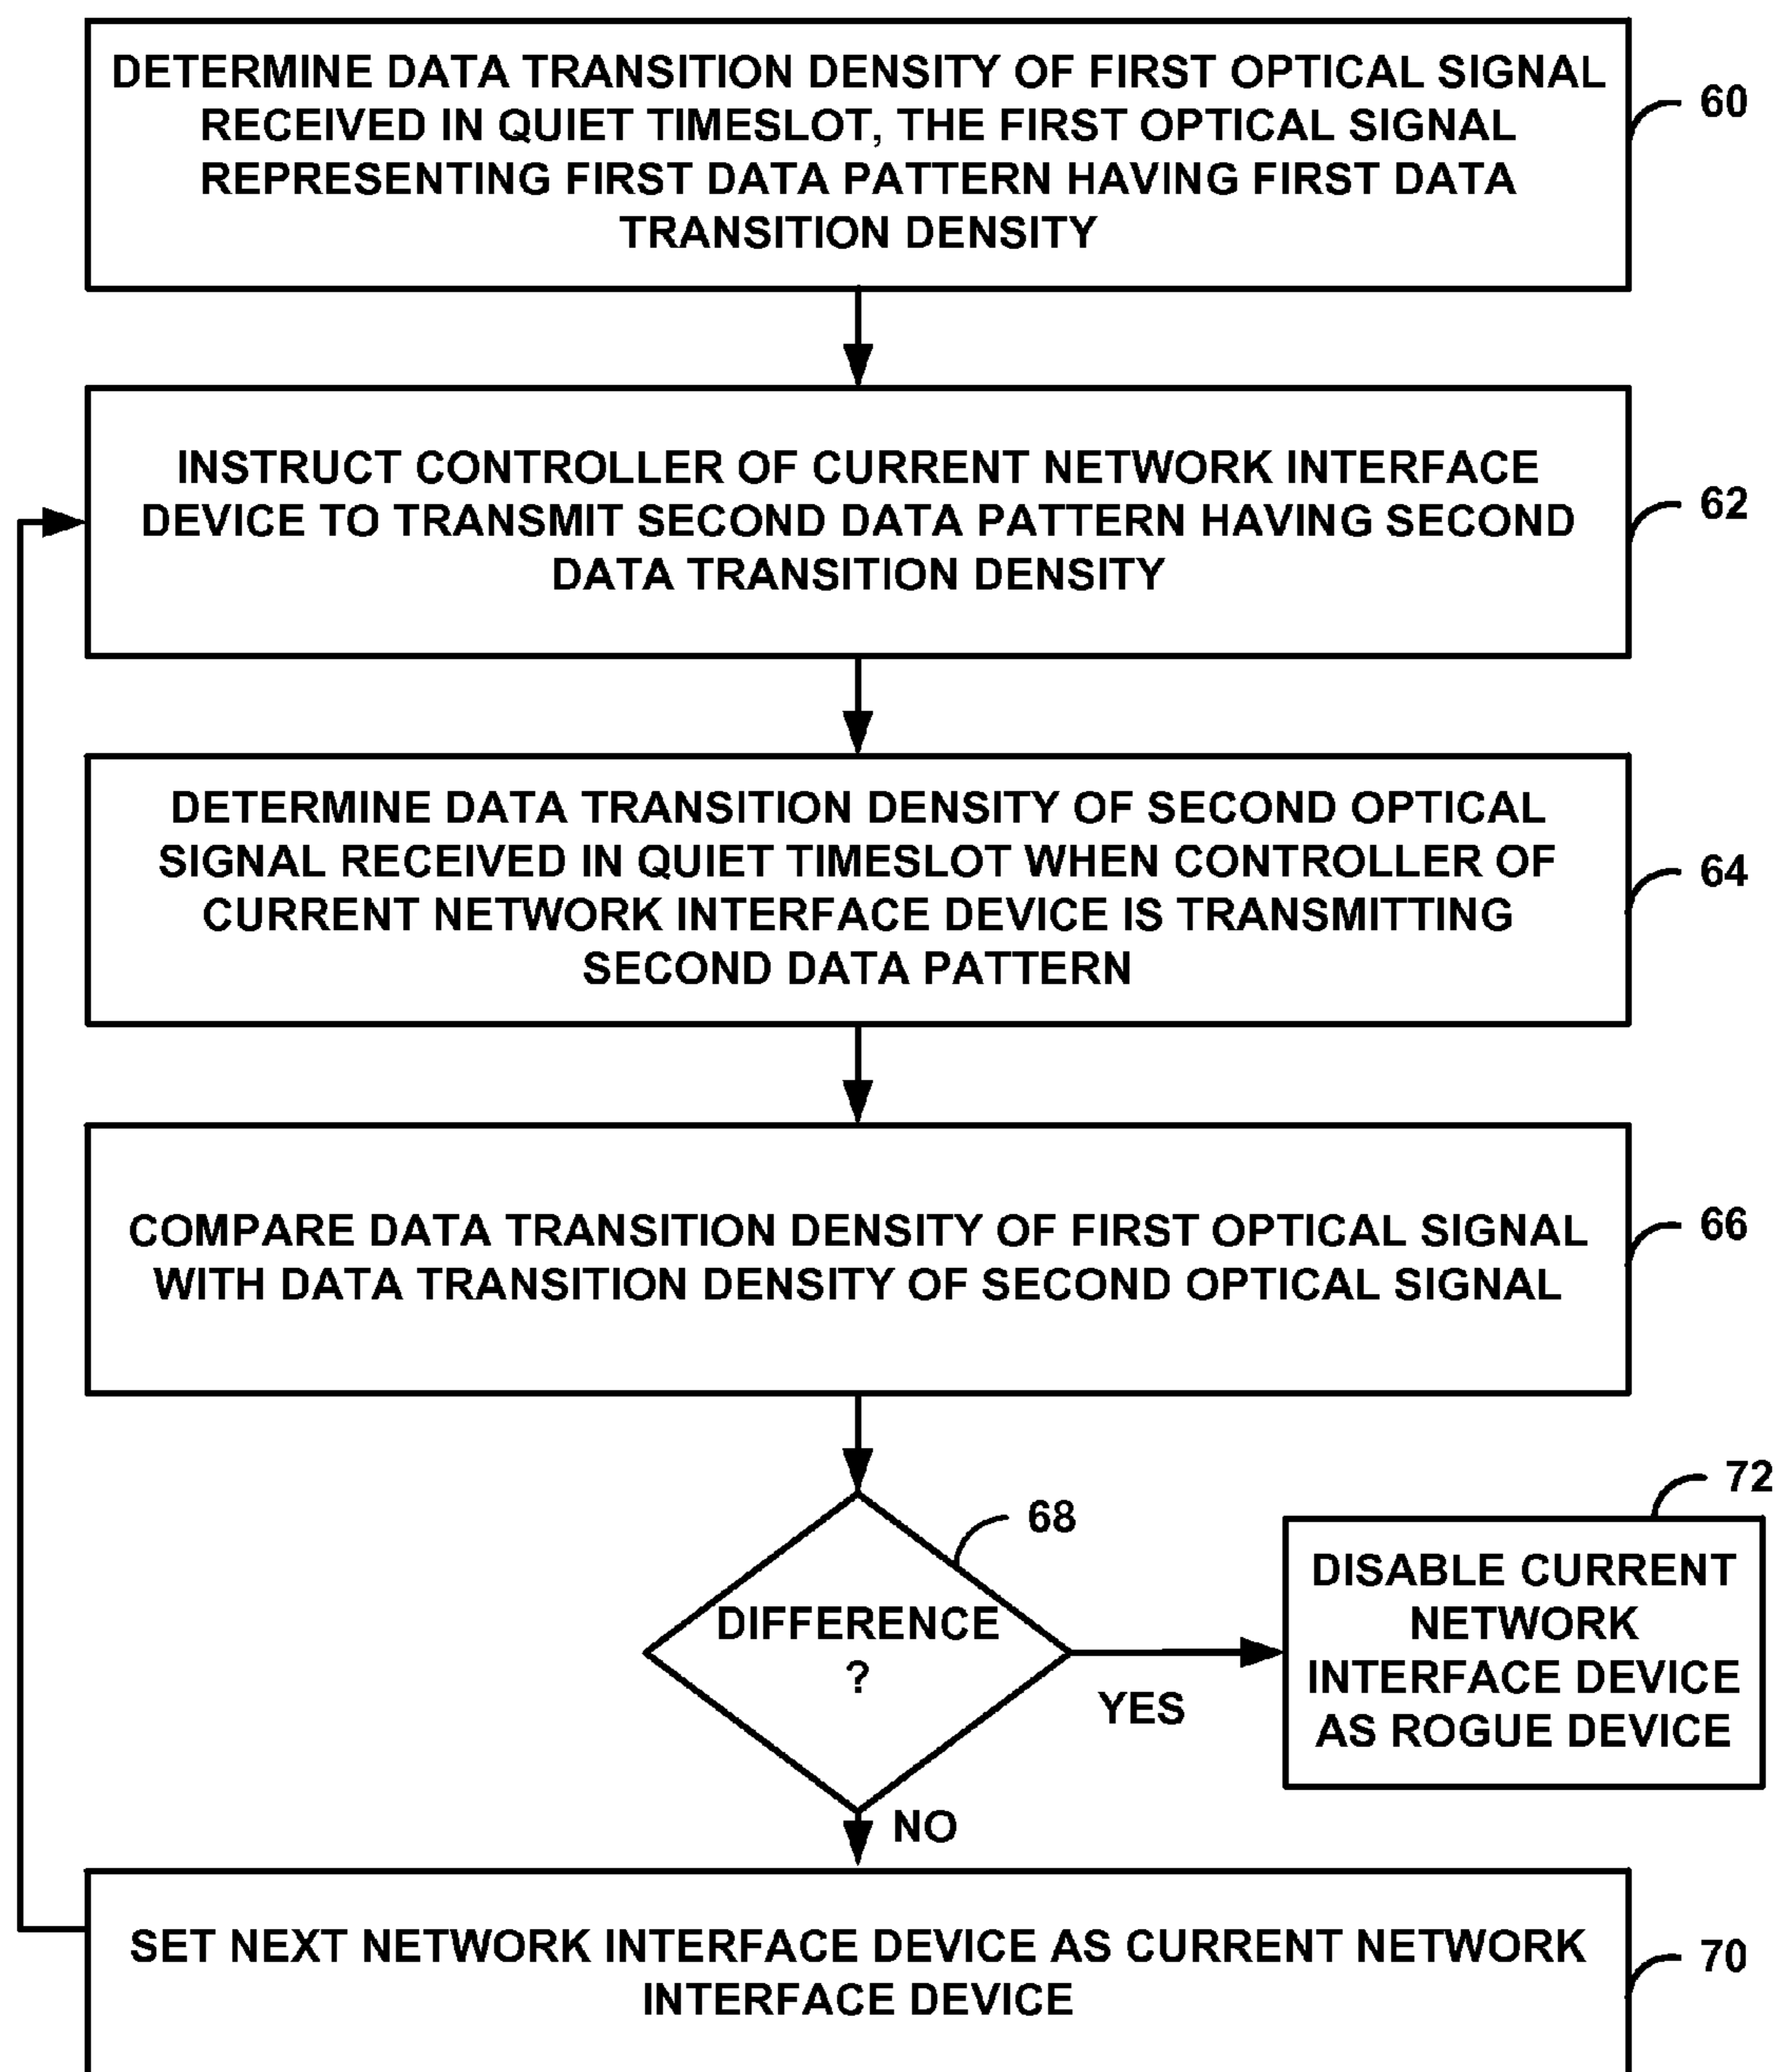 DETERMINE DATA TRANSITION DENSITY OF FIRST OPTICAL SIGNAL
RECEIVED IN QUIET TIMESLOT, THE FIRST OPTICAL SIGNAL
REPRESENTING FIRST DATA PATTERN HAVING FIRST DATA
TRANSITION DENSITY
60
INSTRUCT CONTROLLER OF CURRENT NETWORK INTERFACE
DEVICE TO TRANSMIT SECOND DATA PATTERN HAVING SECOND
DATA TRANSITION DENSITY
62
DETERMINE DATA TRANSITION DENSITY OF SECOND OPTICAL
SIGNAL RECEIVED IN QUIET TIMESLOT WHEN CONTROLLER OF
CURRENT NETWORK INTERFACE DEVICE IS TRANSMITTING
SECOND DATA PATTERN
64
COMPARE DATA TRANSITION DENSITY OF FIRST OPTICAL SIGNAL
WITH DATA TRANSITION DENSITY OF SECOND OPTICAL SIGNAL
66
DIFFERENCE
?
68
YES
72
DISABLE CURRENT
NETWORK
INTERFACE DEVICE
AS ROGUE DEVICE
NO
SET NEXT NETWORK INTERFACE DEVICE AS CURRENT NETWORK
INTERFACE DEVICE
70